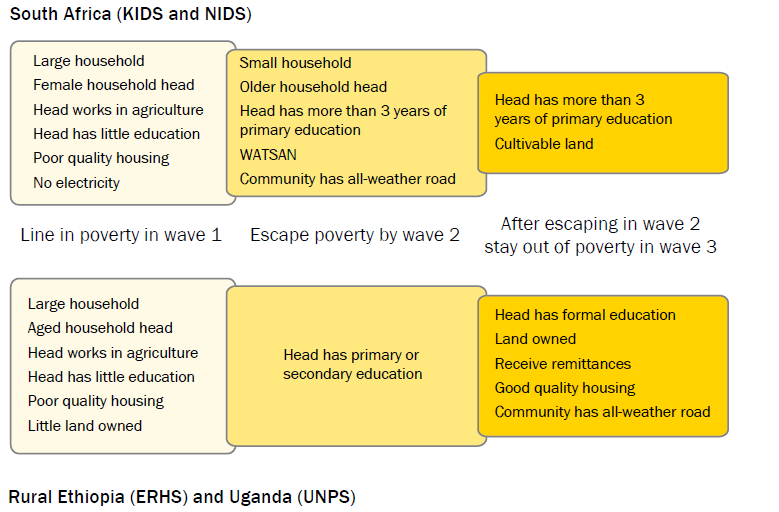 South Africa (KIDS and NIDS)
Large household
Female household head
Head works in agriculture
Head has little education
Poor quality housing
No electricity
Small household
Older household head
Head has more than 3 years of
primary education
WATSAN
Community has all-weather road
Head has more than 3
years of primary education
Cultivable land
Line in poverty in wave 1
Escape poverty by wave 2
After escaping in wave 2
stay out of poverty in wave 3
Large household
Aged household head
Head works in agriculture
Head has little education
Poor quality housing
Little land owned
Head has primary or
secondary education
Head has formal education
Land owned
Receive remittances
Good quality housing
Community has all-weather road
Rural Ethiopia (ERHS) and Uganda (UNPS)